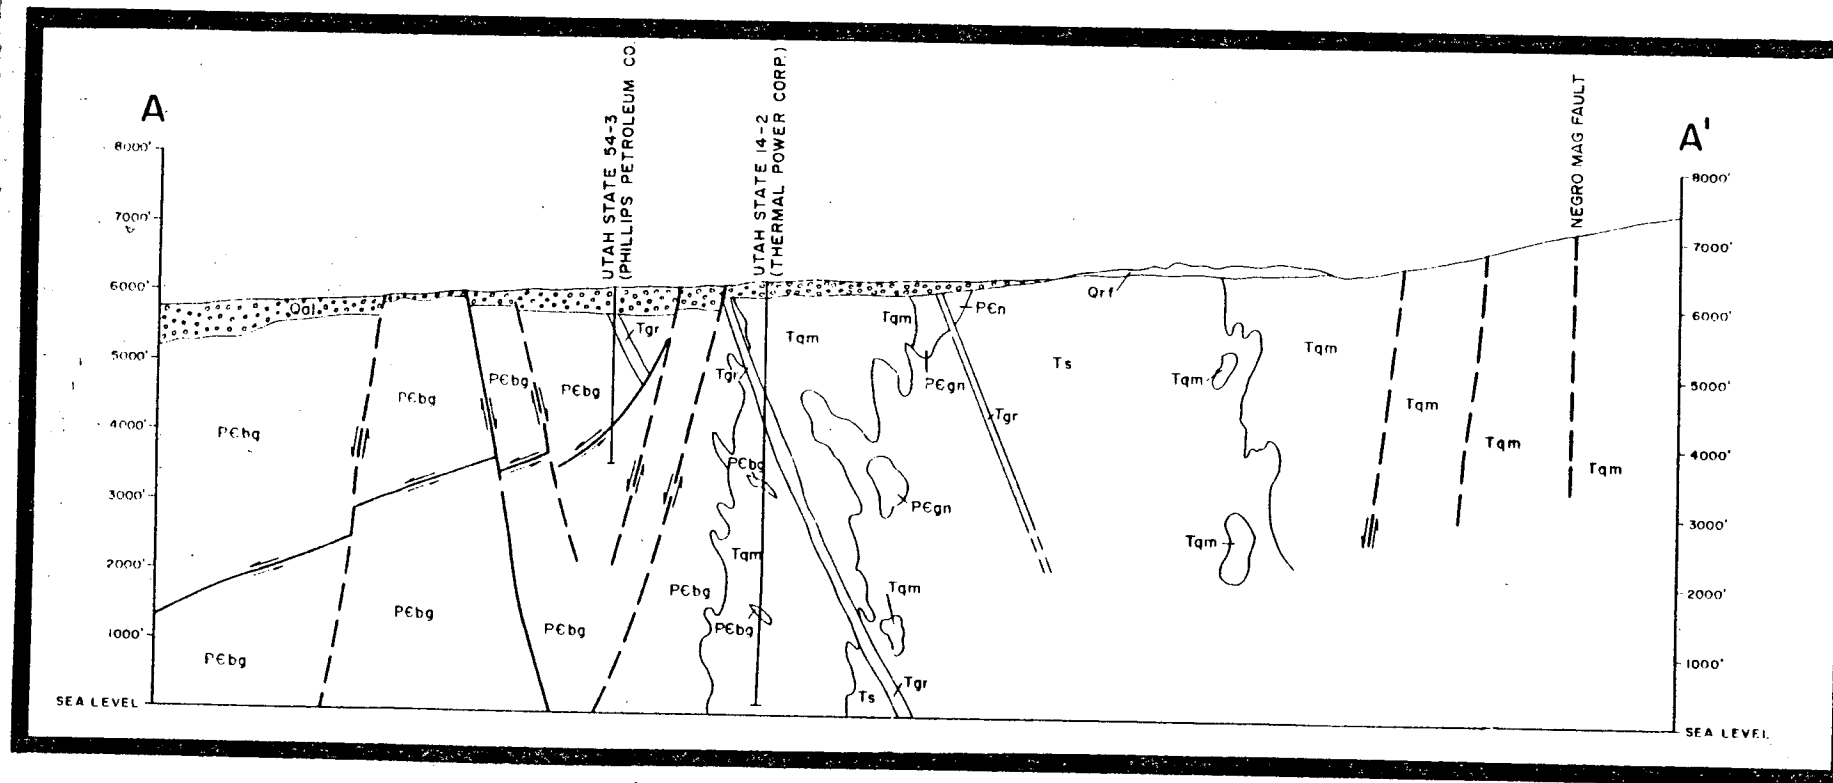 A
A'
UTAH STATE 54-3
(PHILLIPS PETROLEUM CO
UTAH STATE 14-2
(THERMAL POWER CORP.)
NEGRO MAG FAULT
8000'
7000'
6000'
5000'
4000'
3000'
2000'
1000'
SEA LEVEL
8000'
7000'
6000'
5000'
4000'
3000'
2000'
1000'
SEA LEVEL
Qal
Tgr
Tqm
Tqm
P€n
Qrf
P€bg
P€bg
P€bg
P€bg
Tgr
P€gn
Ts
Tqm
Tqm
Tqm
Tqm
Tqm
Tgr
P€bg
P€gn
Tqm
Tqm
P€bg
P€bg
P€bg
P€bg
P€bg
Tqm
Ts
Tgr